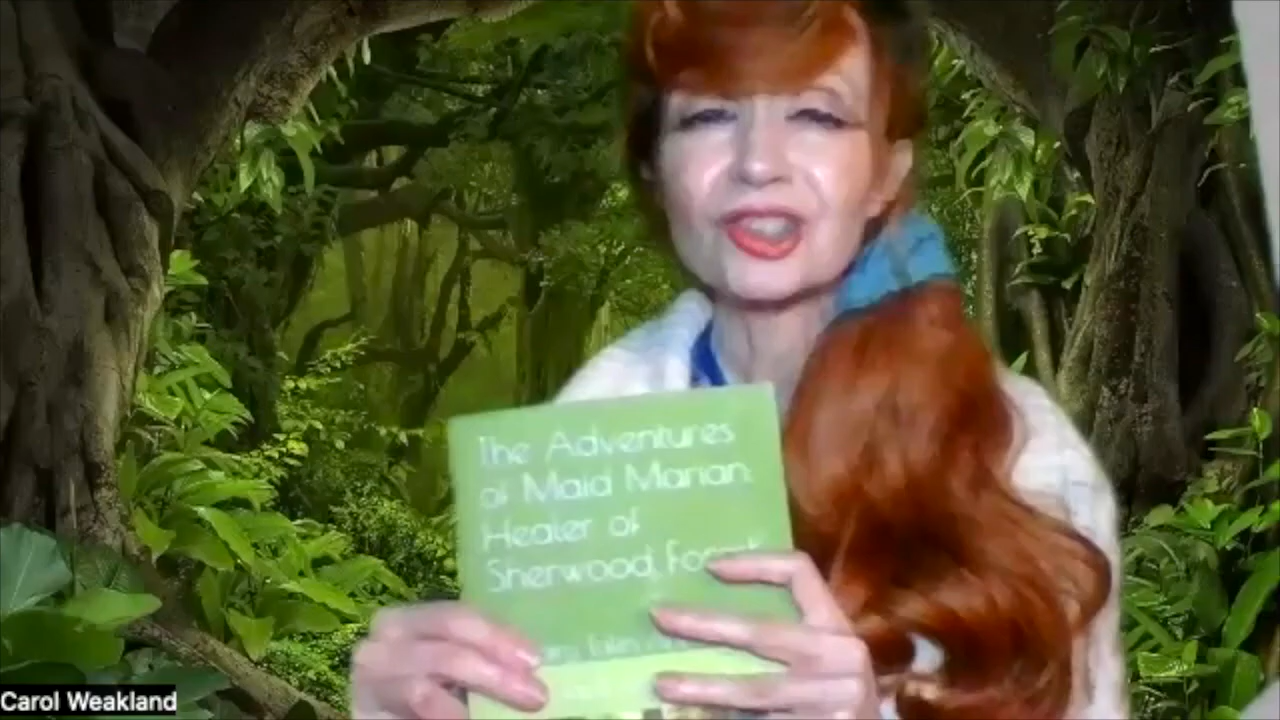 The Adventures
of Maid Marian:
Healer of
Sherwood Forest
Carol Weakland